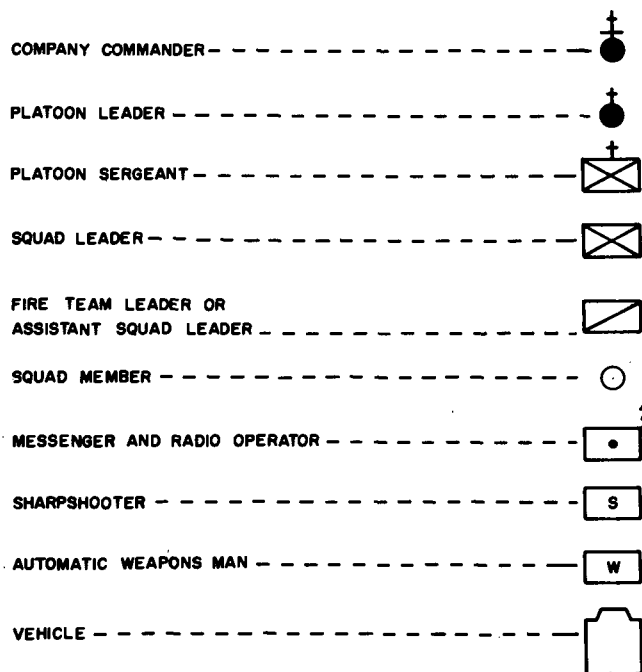 COMPANY COMMANDER
PLATOON LEADER
PLATOON SERGEANT
SQUAD LEADER
FIRE TEAM LEADER OR
ASSISTANT SQUAD LEADER
SQUAD MEMBER
MESSENGER AND RADIO OPERATOR
SHARPSHOOTER S
AUTOMATIC WEAPONS MAN W
VEHICLE